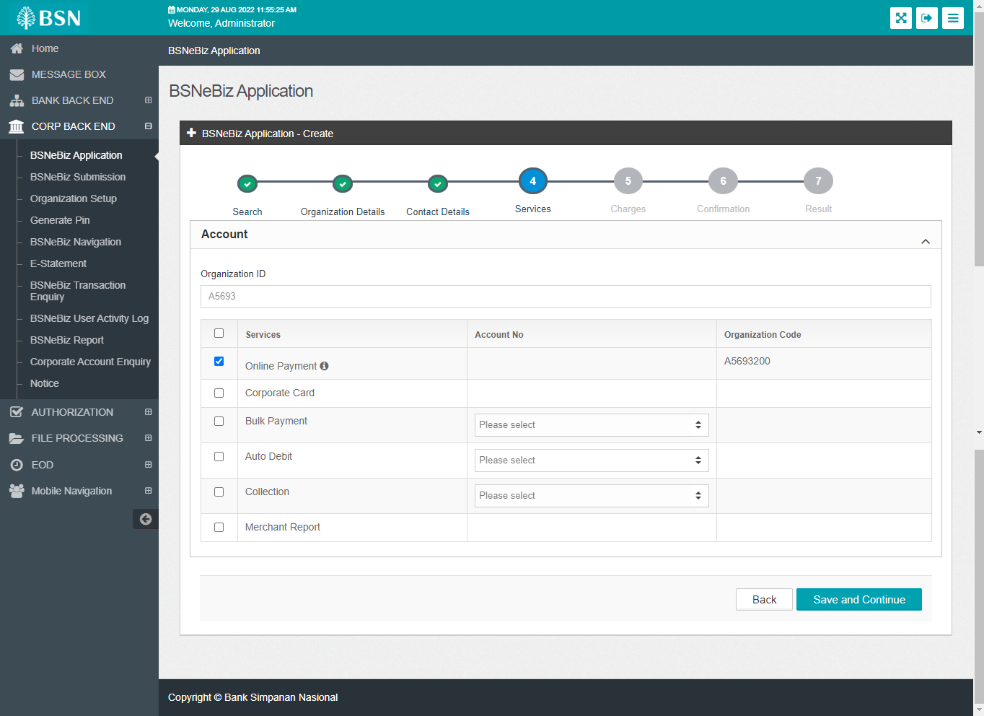 BSN
MONDAY, 29 AUG 2022 11:55:25 AM
Welcome, Administrator
Home
MESSAGE BOX
BANK BACK END
CORP BACK END
BSNeBiz Application
BSNeBiz Submission
Organization Setup
Generate Pin
BSNeBiz Navigation
E-Statement
BSNeBiz Transaction
Enquiry
BSNeBiz User Activity Log
BSNeBiz Report
Corporate Account Enquiry
Notice
AUTHORIZATION
FILE PROCESSING
EOD
Mobile Navigation
BSNeBiz Application
BSNeBiz Application
BSNeBiz Application - Create
4 5 6 7
Search Organization Details Contact Details Services Charges Confirmation Result
Account
Organization ID
A5693
Services Account No Organization Code
Online Payment A5693200
Corporate Card
Bulk Payment Please select
Auto Debit Please select
Collection Please select
Merchant Report
Back Save and Continue
Copyright © Bank Simpanan Nasional